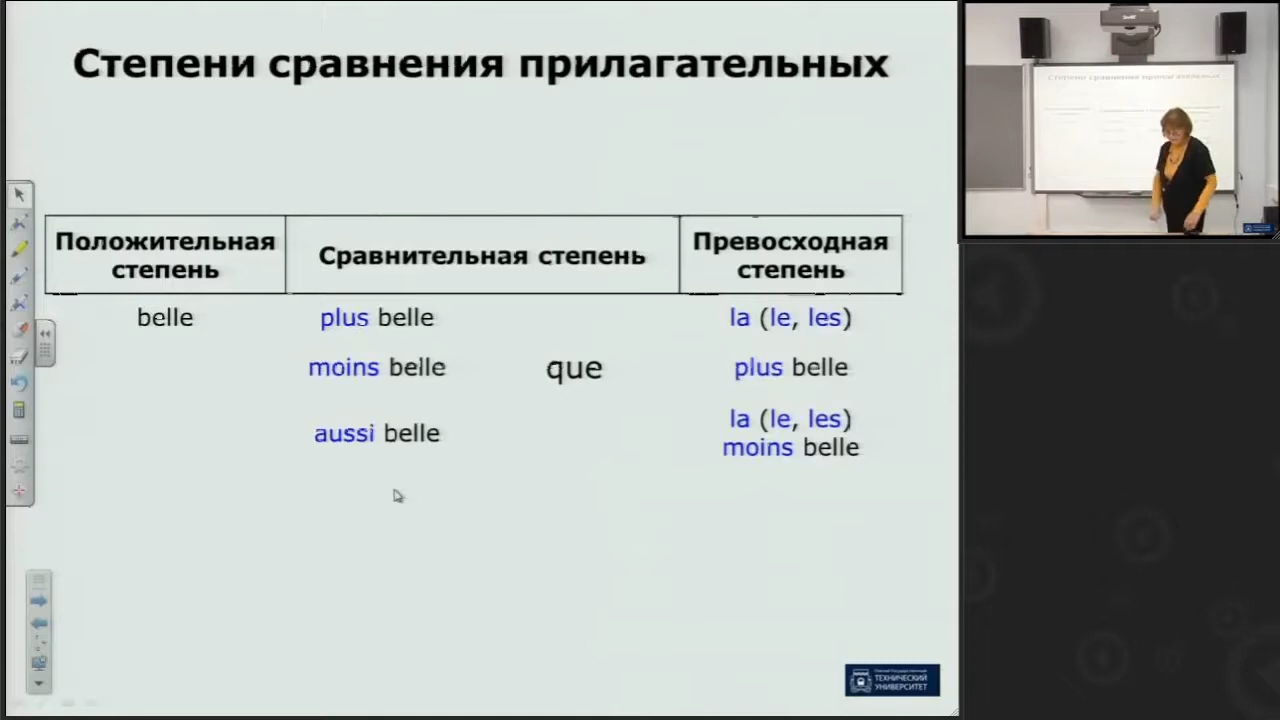 Степени сравнения прилагательных
Положительная степень
Сравнительная степень
Превосходная степень
belle
plus belle
la (le, les)
moins belle
que
plus belle
aussi belle
la (le, les)
moins belle
ТЕХНИЧЕСКИЙ
УНИВЕРСИТЕТ